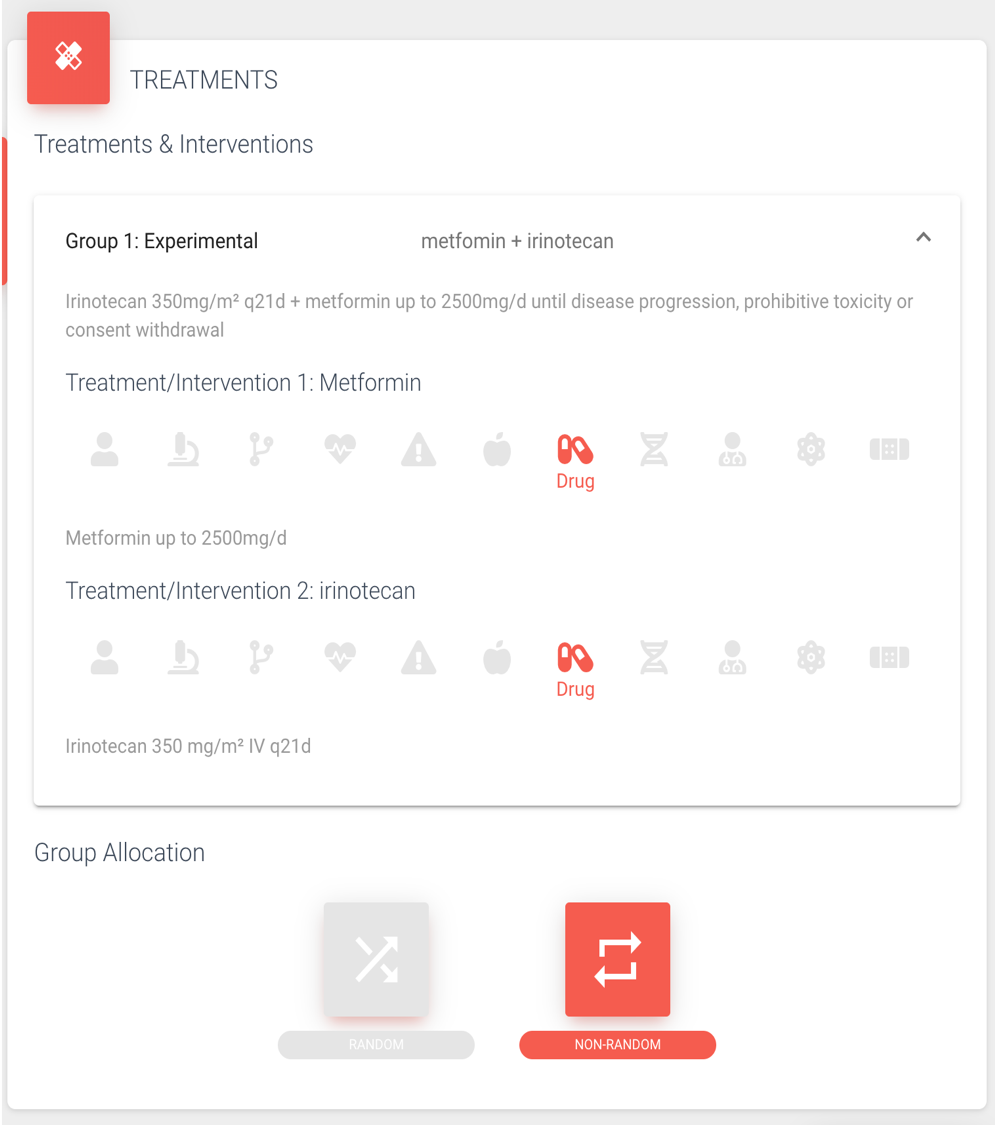 TREATMENTS
Treatments & Interventions
Group 1: Experimental
metfomin + irinotecan
Irinotecan 350mg/m² q21d + metformin up to 2500mg/d until disease progression, prohibitive toxicity or
consent withdrawal
Treatment/Intervention 1: Metformin
Drug
Metformin up to 2500mg/d
Treatment/Intervention 2: irinotecan
Drug
Irinotecan 350 mg/m² IV q21d
Group Allocation
RANDOM
NON-RANDOM